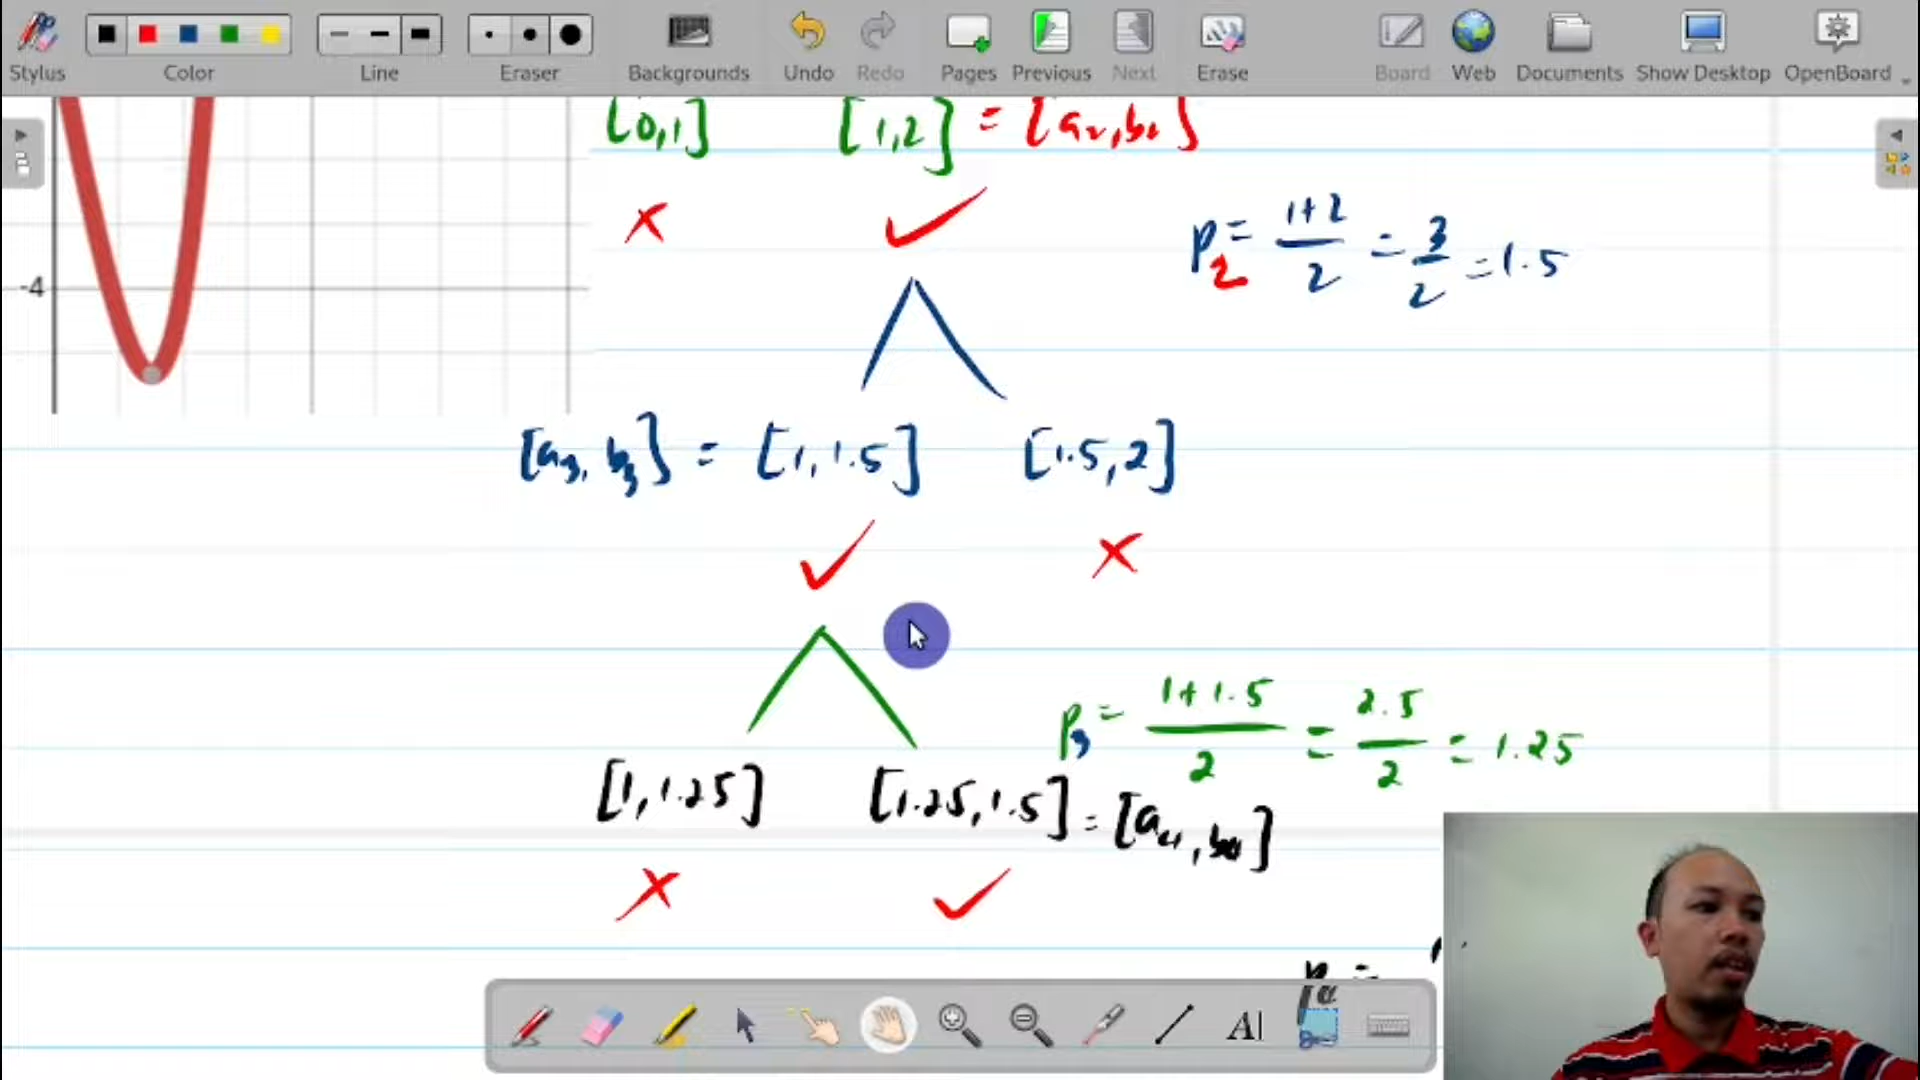 Stylus Color Line Eraser Backgrounds Undo Redo Pages Previous Next Erase Board Web Documents Show Desktop OpenBoard
[0,1] [1,2] = [a₂,b₂]
p₂ = 1+2/2 = 3/2 = 1.5
-4
[a₃, b₃] = [1,1.5] [1.5,2]
p₃ = 1+1.5/2 = 2.5/2 = 1.25
[1,1.25] [1.25,1.5] = [a₄,b₄]
AI